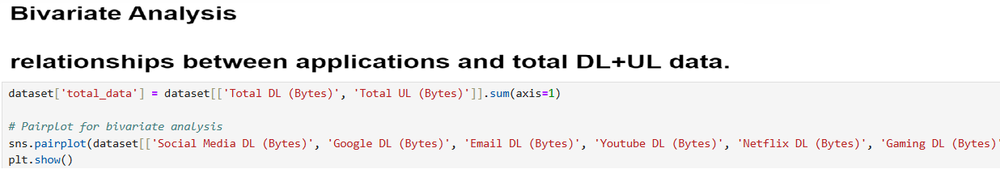 Bivariate Analysis
relationships between applications and total DL+UL data.
dataset['total_data'] = dataset[['Total DL (Bytes)', 'Total UL (Bytes)']].sum(axis=1)
# Pairplot for bivariate analysis
sns.pairplot(dataset[['Social Media DL (Bytes)', 'Google DL (Bytes)', 'Email DL (Bytes)', 'Youtube DL (Bytes)', 'Netflix DL (Bytes)', 'Gaming DL (Bytes)'
plt.show()